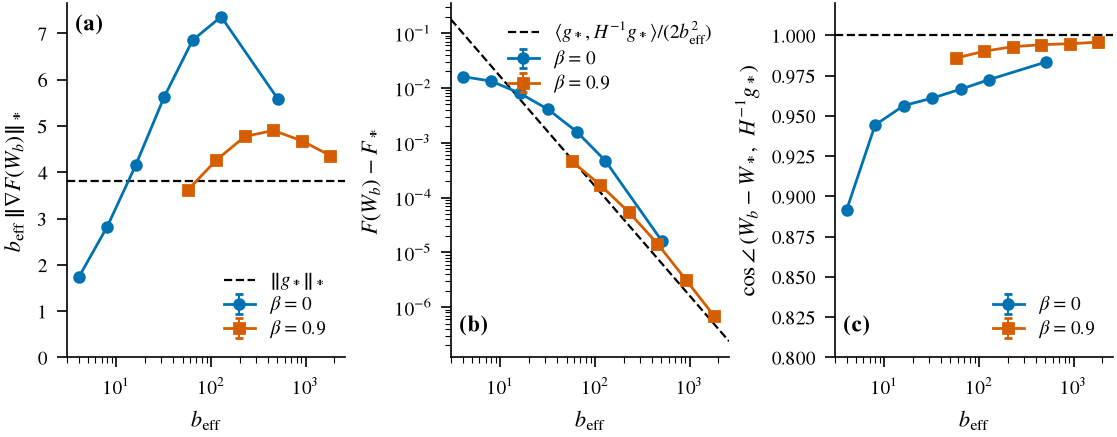 (a)
b_eff ‖∇F(W_b)‖_*
7
6
5
4
3
2
1
0
10^1
10^2
10^3
b_eff
‖g_*‖_*
β = 0
β = 0.9
(b)
F(W_b) − F_*
10^−1
10^−2
10^−3
10^−4
10^−5
10^−6
10^1
10^2
10^3
b_eff
⟨g_*, H^−1 g_*⟩/(2b_eff^2)
β = 0
β = 0.9
(c)
cos∠(W_b − W_*, H^−1 g_*)
1.000
0.975
0.950
0.925
0.900
0.875
0.850
0.825
0.800
10^1
10^2
10^3
b_eff
β = 0
β = 0.9